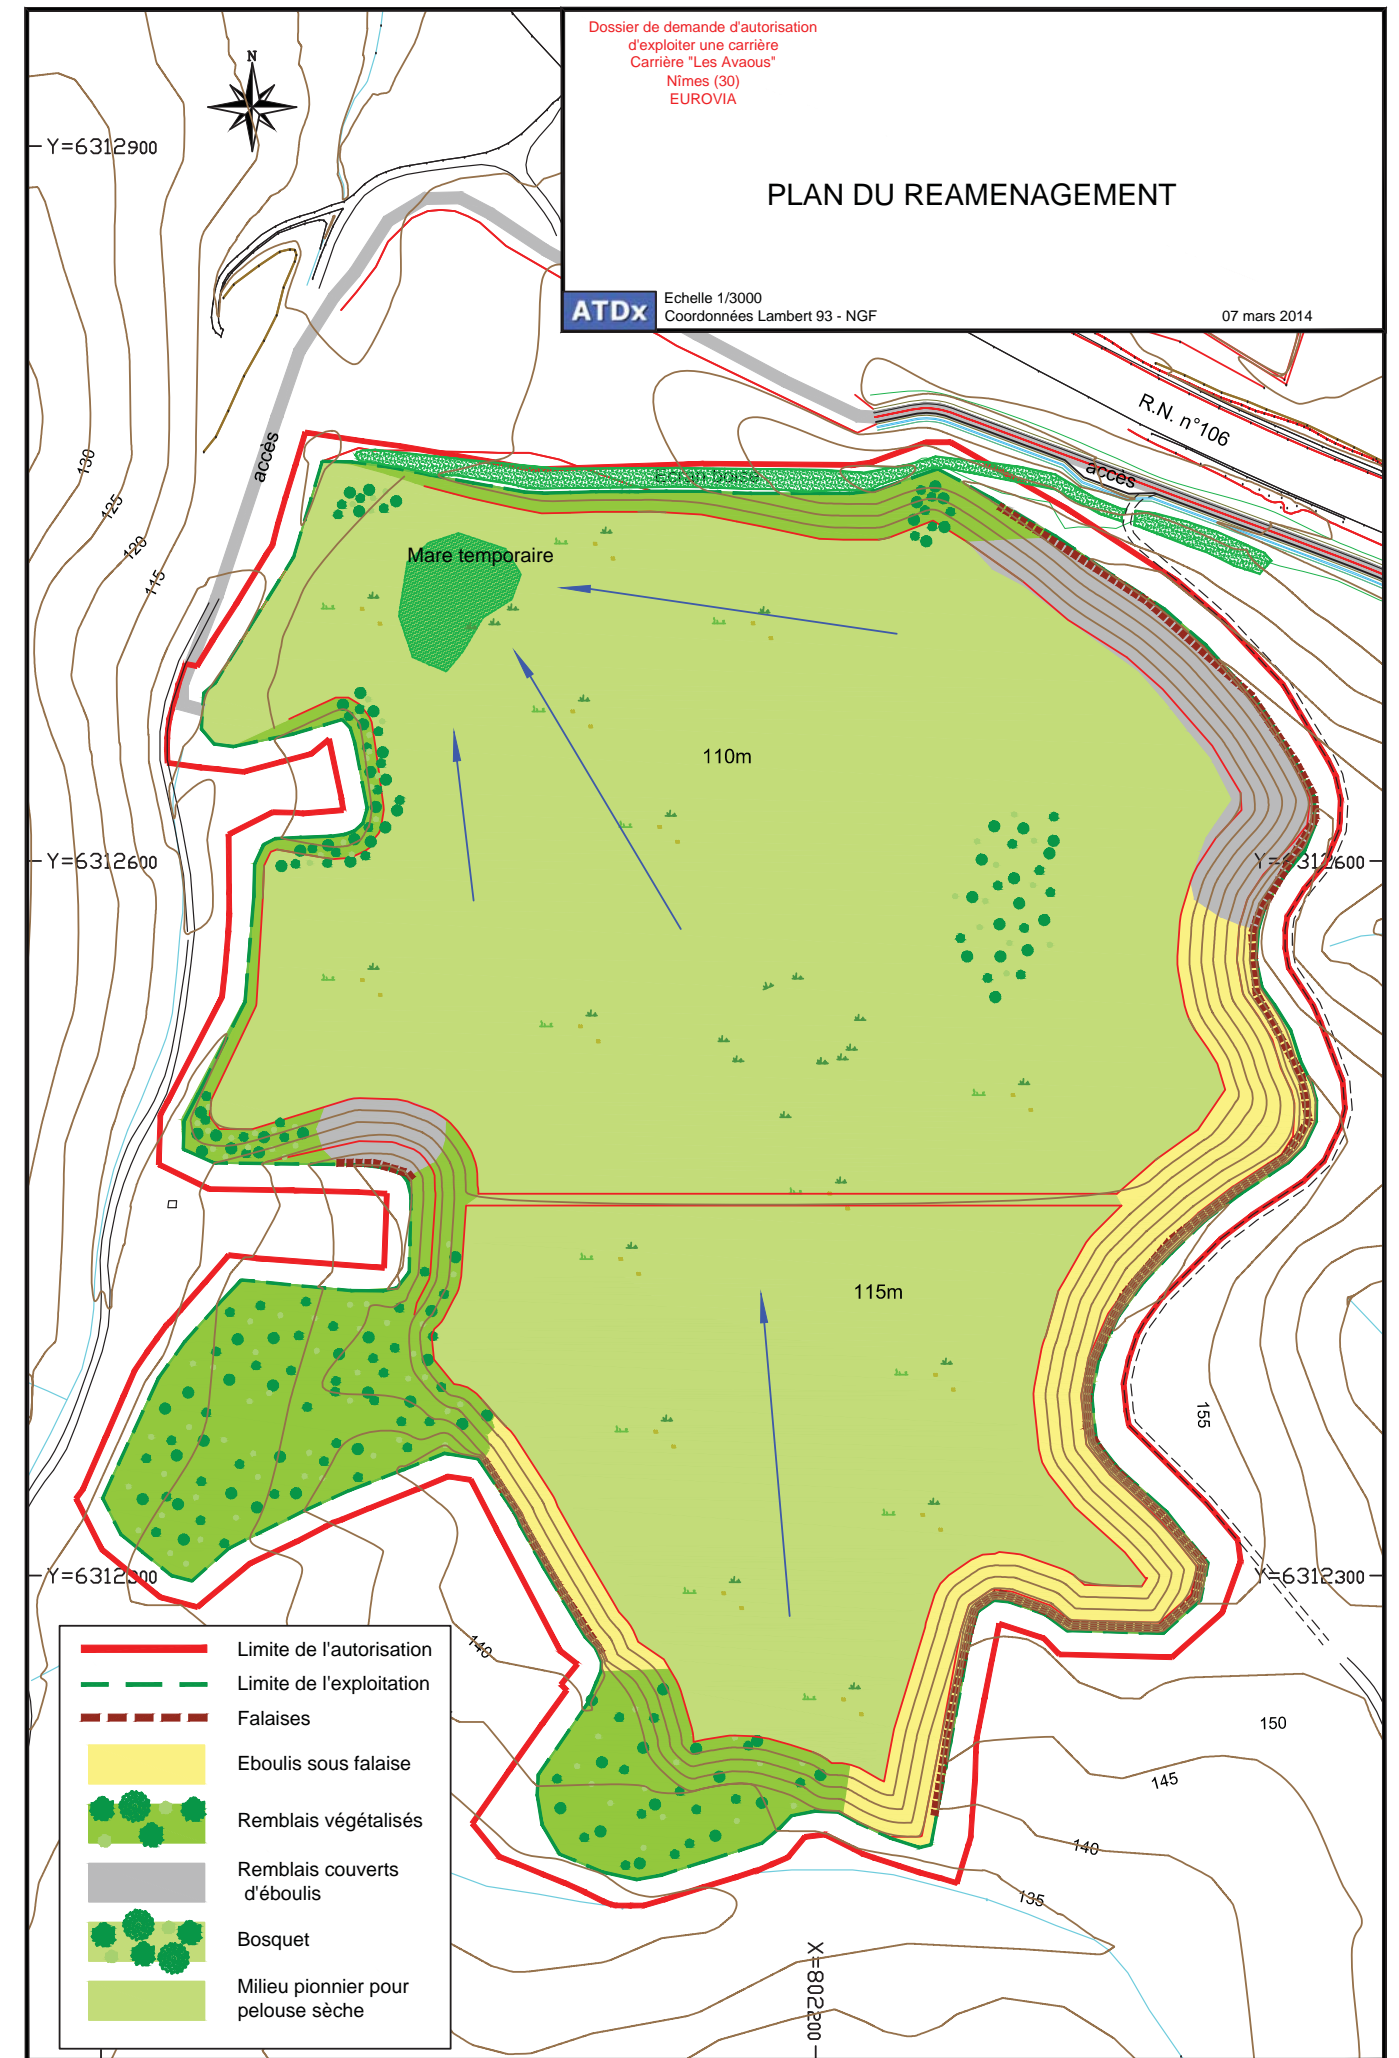 Dossier de demande d'autorisation
d'exploiter une carrière
Carrière "Les Avaous"
Nîmes (30)
EUROVIA
PLAN DU REAMENAGEMENT
ATDx
Echelle 1/3000
Coordonnées Lambert 93 - NGF
07 mars 2014
N
Y=6312900
R.N. n°106
accès
accès
Ecran boisé
130
125
120
115
Mare temporaire
110m
Y=6312600
Y=6312600
115m
155
Y=6312300
Y=6312300
140
150
145
140
135
X=802200
Limite de l'autorisation
Limite de l'exploitation
Falaises
Eboulis sous falaise
Remblais végétalisés
Remblais couverts
d'éboulis
Bosquet
Milieu pionnier pour
pelouse sèche